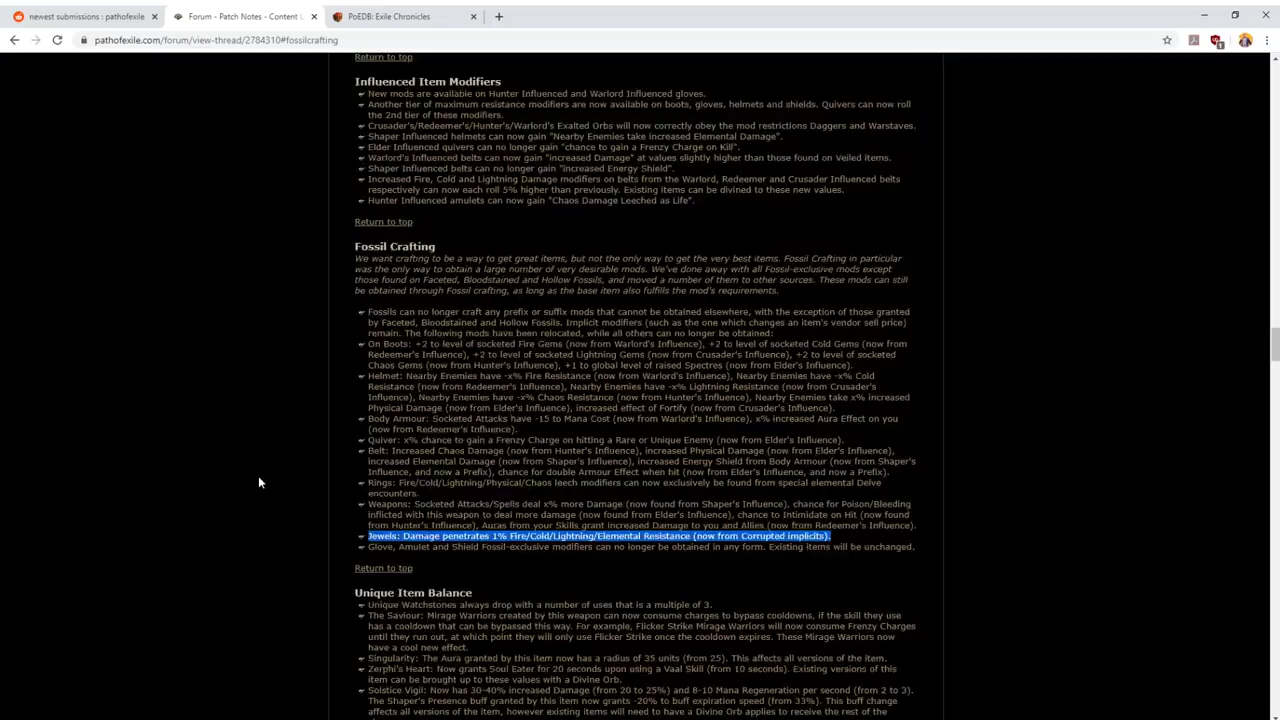 newest submissions : pathofexile
Forum - Patch Notes - Content U
PoEDB: Exile Chronicles
pathofexile.com/forum/view-thread/2784310#fossilcrafting
Return to top
Influenced Item Modifiers
New mods are available on Hunter Influenced and Warlord Influenced gloves.
Another tier of maximum resistance modifiers are now available on boots, gloves, helmets and shields. Quivers can now roll
the 2nd tier of these modifiers.
Crusader's/Redeemer's/Hunter's/Warlord's Exalted Orbs will now correctly obey the mod restrictions Daggers and Warstaves.
Shaper Influenced helmets can now gain "Nearby Enemies take increased Elemental Damage".
Elder Influenced quivers can no longer gain "chance to gain a Frenzy Charge on Kill".
Warlord's Influenced belts can now gain "increased Damage" at values slightly higher than those found on Veiled items.
Shaper Influenced belts can no longer gain "increased Energy Shield".
Increased Fire, Cold and Lightning Damage modifiers on belts from the Warlord, Redeemer and Crusader Influenced belts
respectively can now each roll 5% higher than previously. Existing items can be divined to these new values.
Hunter Influenced amulets can now gain "Chaos Damage Leeched as Life".
Return to top
Fossil Crafting
We want crafting to be a way to get great items, but not the only way to get the very best items. Fossil Crafting in particular
was the only way to obtain a large number of very desirable mods. We've done away with all Fossil-exclusive mods except
those found on Faceted, Bloodstained and Hollow Fossils, and moved a number of them to other sources. These mods can still
be obtained through Fossil crafting, as long as the base item also fulfills the mod's requirements.
Fossils can no longer craft any prefix or suffix mods that cannot be obtained elsewhere, with the exception of those granted
by Faceted, Bloodstained and Hollow Fossils. Implicit modifiers (such as the one which changes an item's vendor sell price)
remain. The following mods have been relocated, while all others can no longer be obtained:
On Boots: +2 to level of socketed Fire Gems (now from Warlord's Influence), +2 to level of socketed Cold Gems (now from
Redeemer's Influence), +2 to level of socketed Lightning Gems (now from Crusader's Influence), +2 to level of socketed
Chaos Gems (now from Hunter's Influence), +1 to global level of raised Spectres (now from Elder's Influence).
Helmet: Nearby Enemies have -x% Fire Resistance (now from Warlord's Influence), Nearby Enemies have -x% Cold
Resistance (now from Redeemer's Influence), Nearby Enemies have -x% Lightning Resistance (now from Crusader's
Influence), Nearby Enemies have -x% Chaos Resistance (now from Hunter's Influence), Nearby Enemies take x% increased
Physical Damage (now from Elder's Influence), increased effect of Fortify (now from Crusader's Influence).
Body Armour: Socketed Attacks have -15 to Mana Cost (now from Warlord's Influence), x% increased Aura Effect on you
(now from Redeemer's Influence).
Quiver: x% chance to gain a Frenzy Charge on hitting a Rare or Unique Enemy (now from Elder's Influence).
Belt: Increased Chaos Damage (now from Hunter's Influence), increased Physical Damage (now from Elder's Influence),
increased Elemental Damage (now from Shaper's Influence), increased Energy Shield from Body Armour (now from Shaper's
Influence, and now a Prefix), chance for double Armour Effect when hit (now from Elder's Influence, and now a Prefix).
Rings: Fire/Cold/Lightning/Physical/Chaos leech modifiers can now exclusively be found from special elemental Delve
encounters.
Weapons: Socketed Attacks/Spells deal x% more Damage (now found from Shaper's Influence), chance for Poison/Bleeding
inflicted with this weapon to deal more damage (now found from Elder's Influence), chance to Intimidate on Hit (now found
from Hunter's Influence), Auras from your Skills grant increased Damage to you and Allies (now from Redeemer's Influence).
Jewels: Damage penetrates 1% Fire/Cold/Lightning/Elemental Resistance (now from Corrupted implicits).
Glove, Amulet and Shield Fossil-exclusive modifiers can no longer be obtained in any form. Existing items will be unchanged.
Return to top
Unique Item Balance
Unique Watchstones always drop with a number of uses that is a multiple of 3.
The Saviour: Mirage Warriors created by this weapon can now consume charges to bypass cooldowns, if the skill they use
has a cooldown that can be bypassed this way. For example, Flicker Strike Mirage Warriors will now consume Frenzy Charges
until they run out, at which point they will only use Flicker Strike once the cooldown expires. These Mirage Warriors now
have a cool new effect.
Singularity: The Aura granted by this item now has a radius of 35 units (from 25). This affects all versions of the item.
Zerphi's Heart: Now grants Soul Eater for 20 seconds upon using a Vaal Skill (from 10 seconds). Existing versions of this
item can be brought up to these values with a Divine Orb.
Solstice Vigil: Now has 30-40% increased Damage (from 20 to 25%) and 8-10 Mana Regeneration per second (from 2 to 3).
The Shaper's Presence buff granted by this item now grants -20% to buff expiration speed (from 33%). This buff change
affects all versions of the item, however existing items will need to have a Divine Orb applies to receive the rest of the